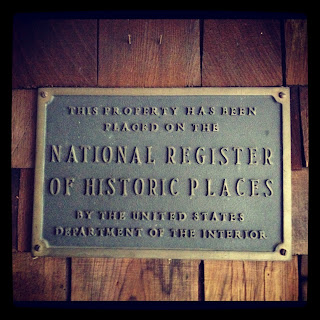 THIS PROPERTY HAS BEEN
PLACED ON THE
NATIONAL REGISTER
OF HISTORIC PLACES
BY THE UNITED STATES
DEPARTMENT OF THE INTERIOR